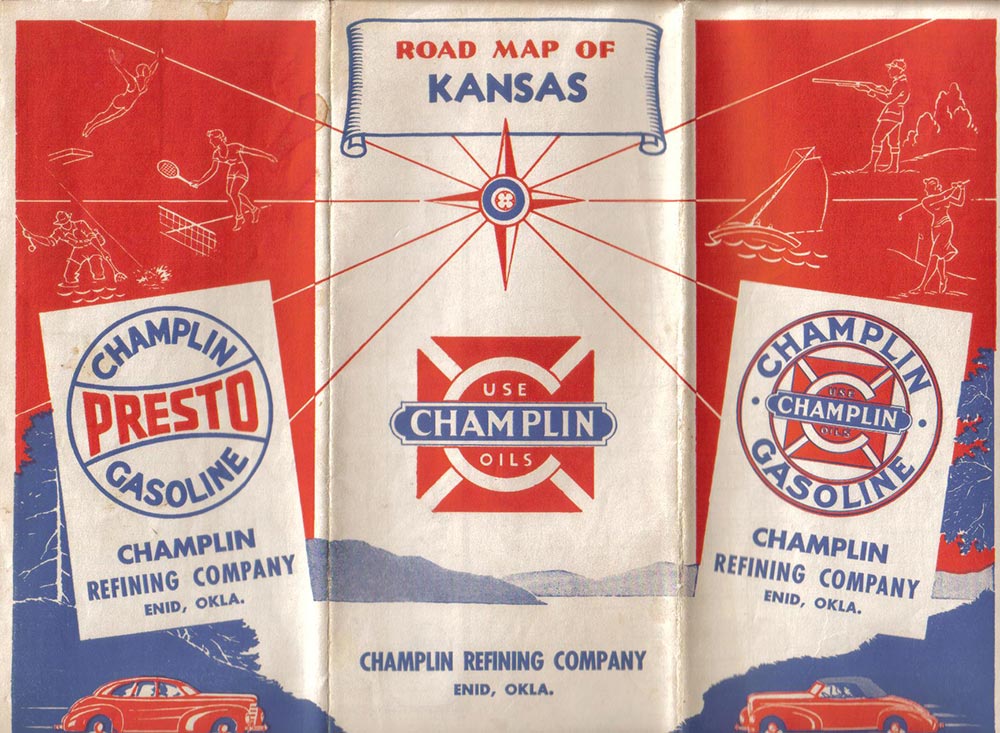 ROAD MAP OF
KANSAS
CHAMPLIN
PRESTO
GASOLINE
CHAMPLIN
REFINING COMPANY
ENID, OKLA.
USE
CHAMPLIN
OILS
CHAMPLIN REFINING COMPANY
ENID, OKLA.
CHAMPLIN
USE
CHAMPLIN
OILS
GASOLINE
CHAMPLIN
REFINING COMPANY
ENID, OKLA.